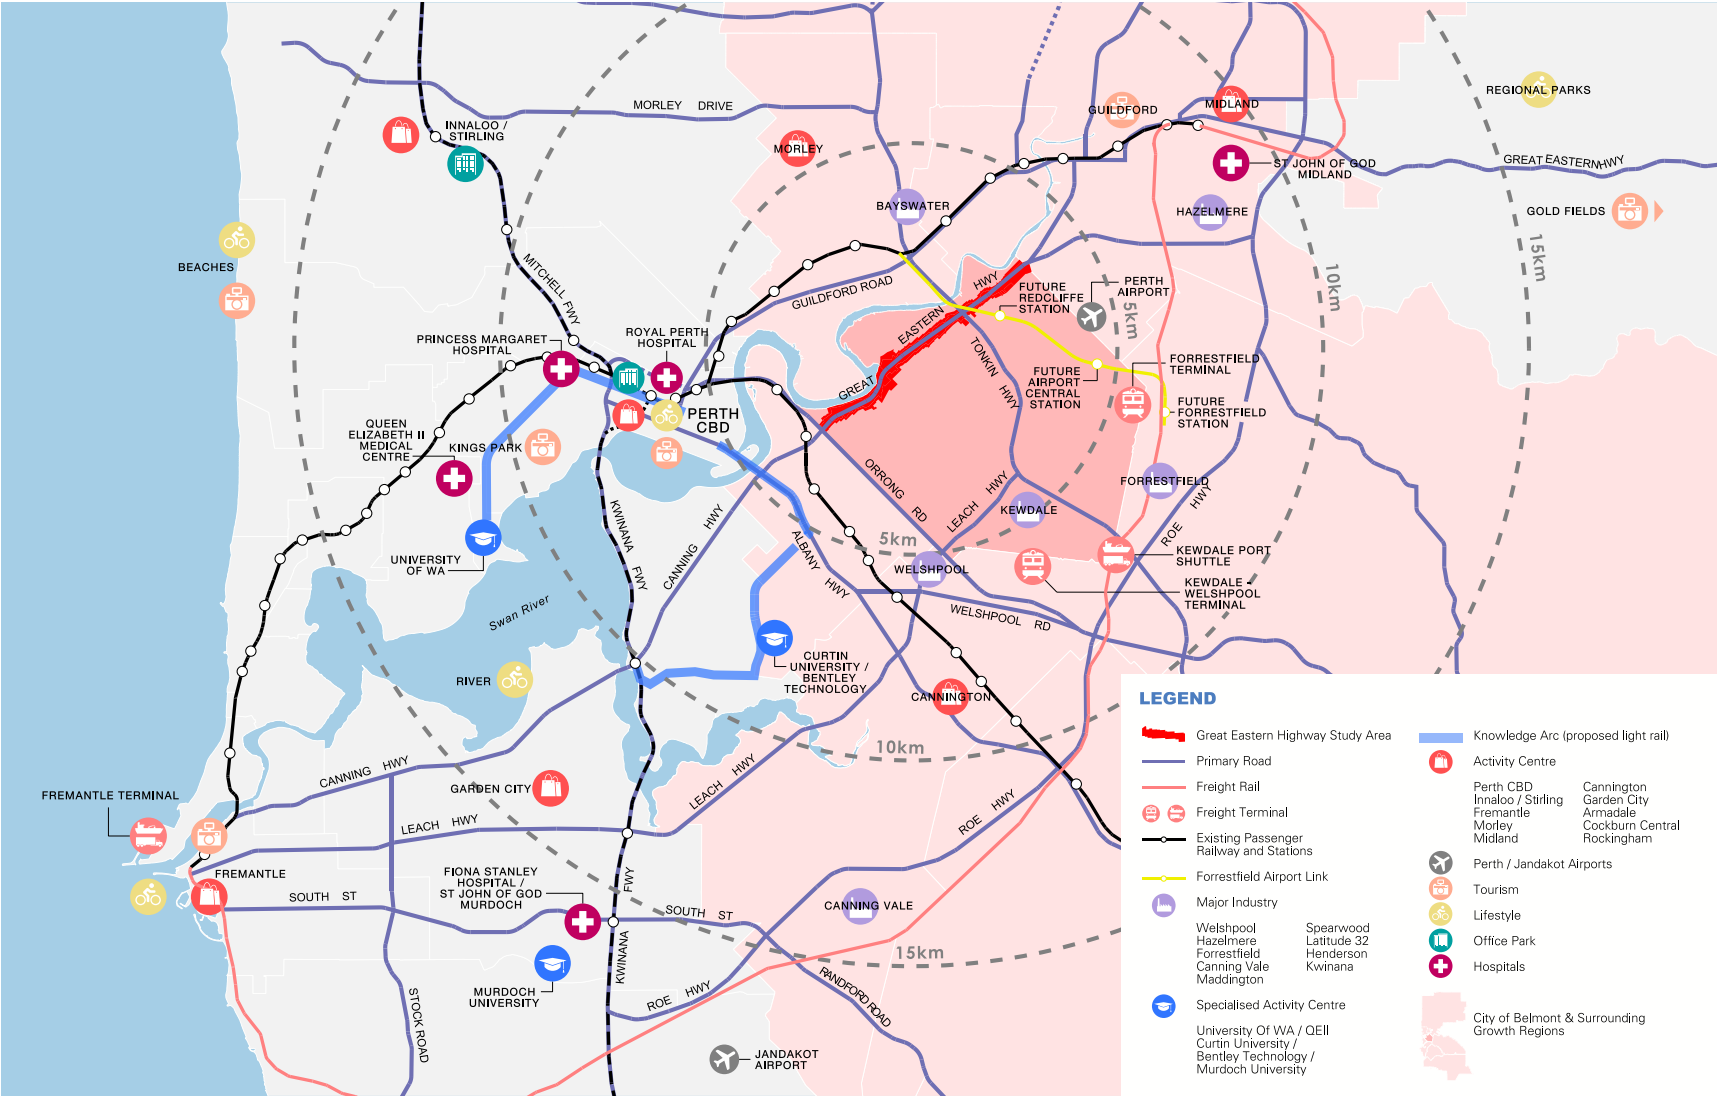 MORLEY DRIVE
INNALOO /
STIRLING
MORLEY
GUILDFORD
MIDLAND
REGIONAL PARKS
ST JOHN OF GOD
MIDLAND
GREAT EASTERN HWY
BAYSWATER
HAZELMERE
GOLD FIELDS
15km
10km
5km
BEACHES
MITCHELL FWY
GUILDFORD ROAD
HWY
EASTERN
GREAT
FUTURE
REDCLIFFE
STATION
PERTH
AIRPORT
PRINCESS MARGARET
HOSPITAL
ROYAL PERTH
HOSPITAL
TONKIN HWY
FUTURE
AIRPORT
CENTRAL
STATION
FORRESTFIELD
TERMINAL
FUTURE
FORRESTFIELD
STATION
PERTH
CBD
QUEEN
ELIZABETH II
MEDICAL
CENTRE
KINGS PARK
ORRONG RD
LEACH HWY
FORRESTFIELD
KEWDALE
ROE HWY
KWINANA FWY
CANNING HWY
ALBANY HWY
5km
UNIVERSITY
OF WA
WELSHPOOL
KEWDALE PORT
SHUTTLE
KEWDALE -
WELSHPOOL
TERMINAL
Swan River
WELSHPOOL RD
RIVER
CURTIN
UNIVERSITY /
BENTLEY
TECHNOLOGY
CANNINGTON
10km
CANNING HWY
GARDEN CITY
LEACH HWY
FREMANTLE TERMINAL
LEACH HWY
ROE HWY
FREMANTLE
FIONA STANLEY
HOSPITAL /
ST JOHN OF GOD
MURDOCH
SOUTH ST
SOUTH ST
CANNING VALE
KWINANA FWY
15km
MURDOCH
UNIVERSITY
ROE HWY
RANDFORD ROAD
STOCK ROAD
JANDAKOT
AIRPORT
LEGEND
Great Eastern Highway Study Area
Primary Road
Freight Rail
Freight Terminal
Existing Passenger
Railway and Stations
Forrestfield Airport Link
Major Industry
Welshpool
Hazelmere
Forrestfield
Canning Vale
Maddington
Spearwood
Latitude 32
Henderson
Kwinana
Specialised Activity Centre
University Of WA / QEII
Curtin University /
Bentley Technology /
Murdoch University
Knowledge Arc (proposed light rail)
Activity Centre
Perth CBD
Innaloo / Stirling
Fremantle
Morley
Midland
Cannington
Garden City
Armadale
Cockburn Central
Rockingham
Perth / Jandakot Airports
Tourism
Lifestyle
Office Park
Hospitals
City of Belmont & Surrounding
Growth Regions